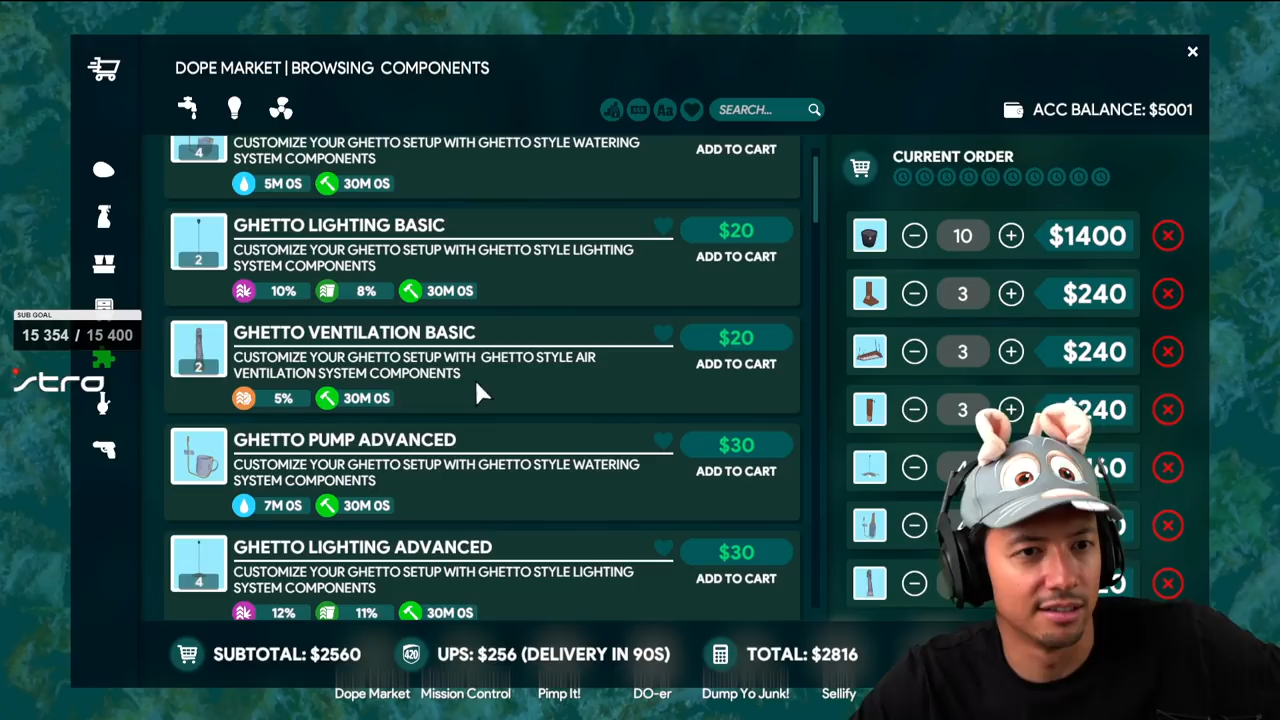 DOPE MARKET | BROWSING COMPONENTS
SEARCH...
ACC BALANCE: $5001
4
CUSTOMIZE YOUR GHETTO SETUP WITH GHETTO STYLE WATERING
SYSTEM COMPONENTS
5M 0S
30M 0S
ADD TO CART
GHETTO LIGHTING BASIC
2
CUSTOMIZE YOUR GHETTO SETUP WITH GHETTO STYLE LIGHTING
SYSTEM COMPONENTS
10%
8%
30M 0S
$20
ADD TO CART
GHETTO VENTILATION BASIC
2
CUSTOMIZE YOUR GHETTO SETUP WITH GHETTO STYLE AIR
VENTILATION SYSTEM COMPONENTS
5%
30M 0S
$20
ADD TO CART
GHETTO PUMP ADVANCED
CUSTOMIZE YOUR GHETTO SETUP WITH GHETTO STYLE WATERING
SYSTEM COMPONENTS
7M 0S
30M 0S
$30
ADD TO CART
GHETTO LIGHTING ADVANCED
4
CUSTOMIZE YOUR GHETTO SETUP WITH GHETTO STYLE LIGHTING
SYSTEM COMPONENTS
12%
11%
30M 0S
$30
ADD TO CART
CURRENT ORDER
10
$1400
3
$240
3
$240
3
$240
SUB GOAL
15 354 / 15 400
stra
SUBTOTAL: $2560
420
UPS: $256 (DELIVERY IN 90S)
TOTAL: $2816
Dope Market
Mission Control
Pimp It!
DO-er
Dump Yo Junk!
Sellify